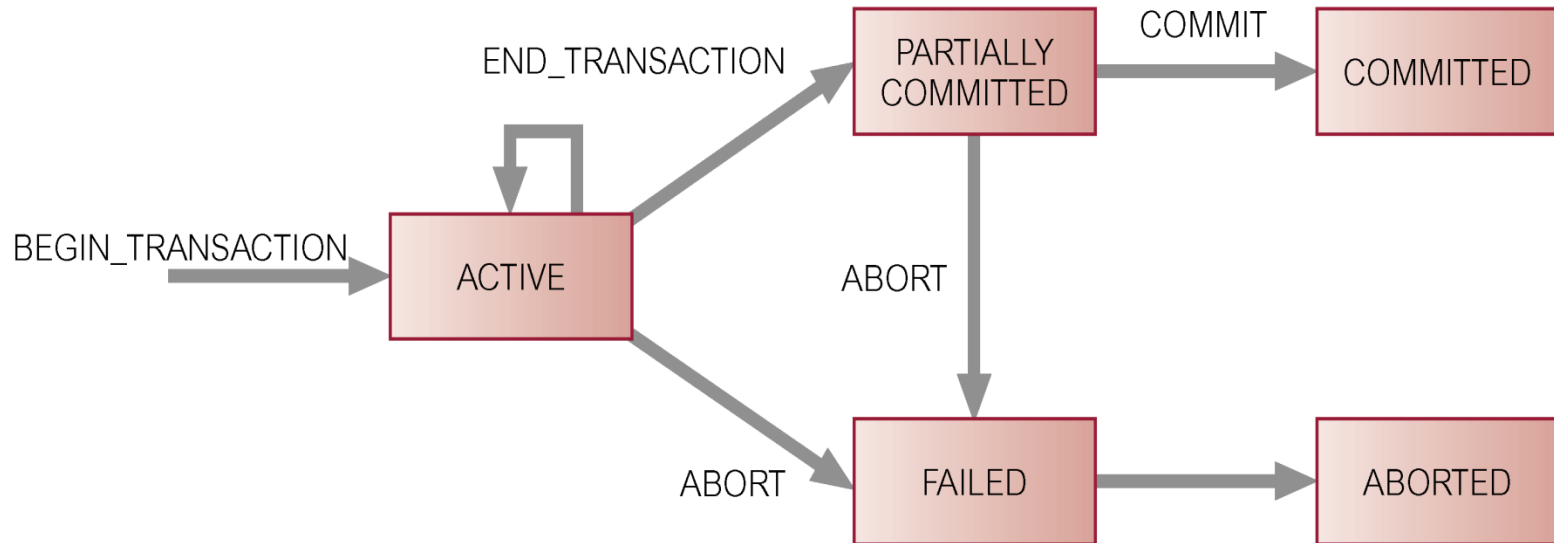 COMMIT
END_TRANSACTION
PARTIALLY
COMMITTED
COMMITTED
BEGIN_TRANSACTION
ACTIVE
ABORT
ABORT
FAILED
ABORTED